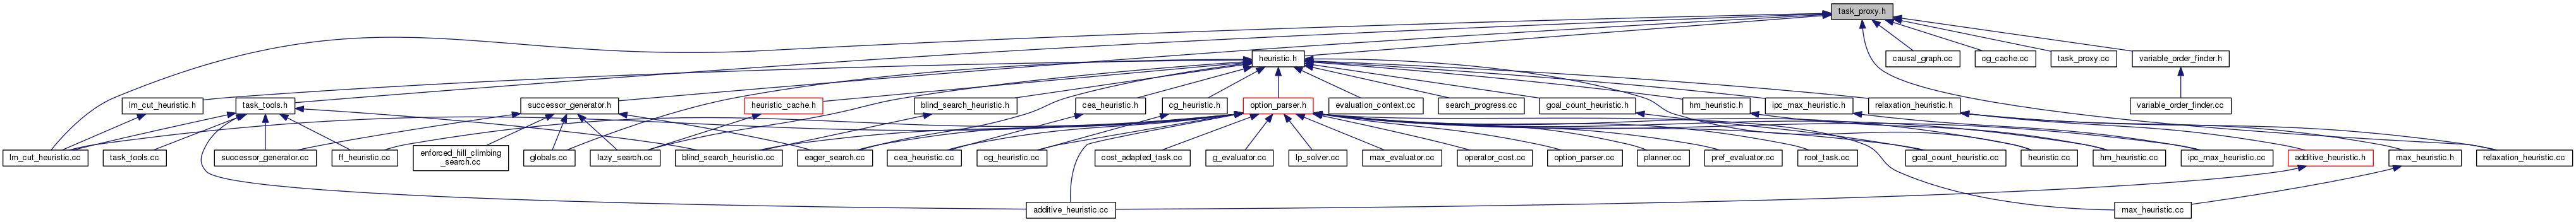 task_proxy.h
heuristic.h
causal_graph.cc
cg_cache.cc
task_proxy.cc
variable_order_finder.h
lm_cut_heuristic.h
task_tools.h
successor_generator.h
heuristic_cache.h
blind_search_heuristic.h
cea_heuristic.h
cg_heuristic.h
option_parser.h
evaluation_context.cc
search_progress.cc
goal_count_heuristic.h
hm_heuristic.h
ipc_max_heuristic.h
relaxation_heuristic.h
variable_order_finder.cc
lm_cut_heuristic.cc
task_tools.cc
successor_generator.cc
ff_heuristic.cc
enforced_hill_climbing
_search.cc
globals.cc
lazy_search.cc
blind_search_heuristic.cc
eager_search.cc
cea_heuristic.cc
cg_heuristic.cc
cost_adapted_task.cc
g_evaluator.cc
lp_solver.cc
max_evaluator.cc
operator_cost.cc
option_parser.cc
planner.cc
pref_evaluator.cc
root_task.cc
goal_count_heuristic.cc
heuristic.cc
hm_heuristic.cc
ipc_max_heuristic.cc
additive_heuristic.h
max_heuristic.h
relaxation_heuristic.cc
additive_heuristic.cc
max_heuristic.cc